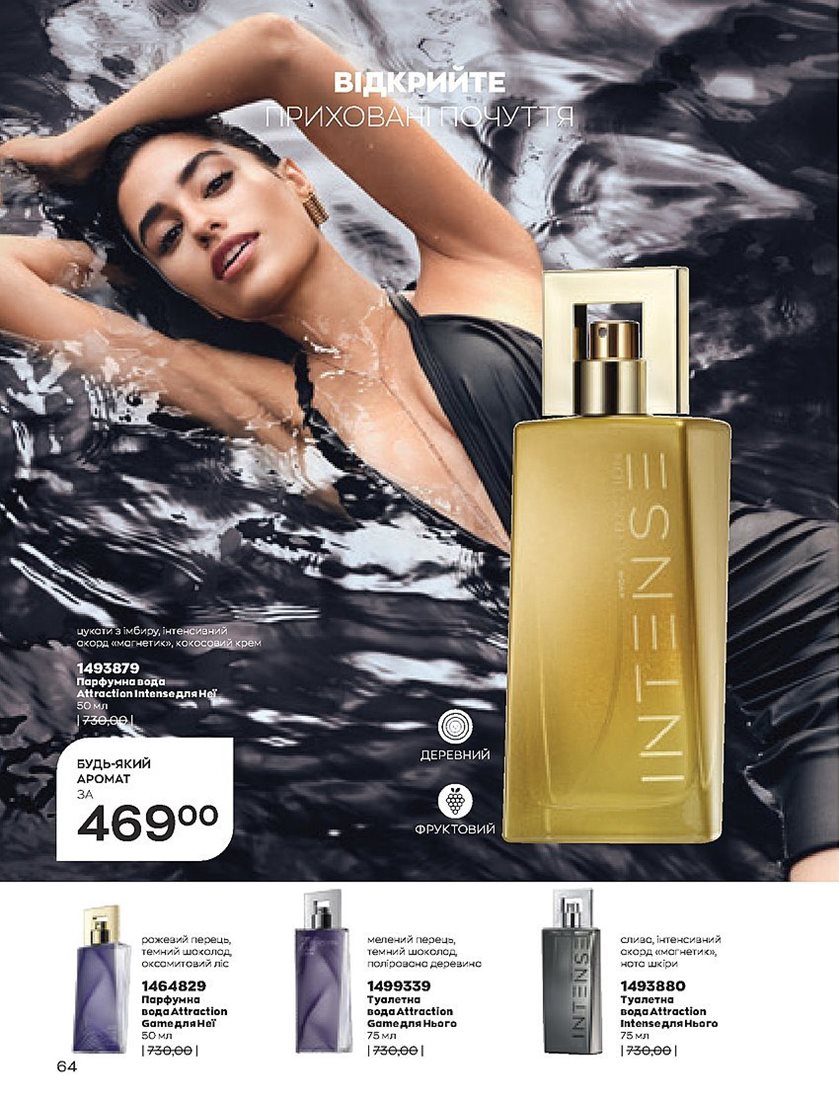 ВІДКРИЙТЕ
ПРИХОВАНІ ПОЧУТТЯ
INTENSE
цукати з імбиру, інтенсивний
акорд «магнетик», кокосовий крем
1493879
Парфумна вода
Attraction Intense для Неї
50 мл
| 730,00 |
БУДЬ-ЯКИЙ
АРОМАТ
ЗА
469⁰⁰
ДЕРЕВНИЙ
ФРУКТОВИЙ
рожевий перець,
темний шоколад,
оксамитовий ліс
1464829
Парфумна
вода Attraction
Game для Неї
50 мл
| 730,00 |
мелений перець,
темний шоколад,
полірована деревина
1499339
Туалетна
вода Attraction
Game для Нього
75 мл
| 730,00 |
INTENSE
слива, інтенсивний
акорд «магнетик»,
нота шкіри
1493880
Туалетна
вода Attraction
Intense для Нього
75 мл
| 730,00 |
64